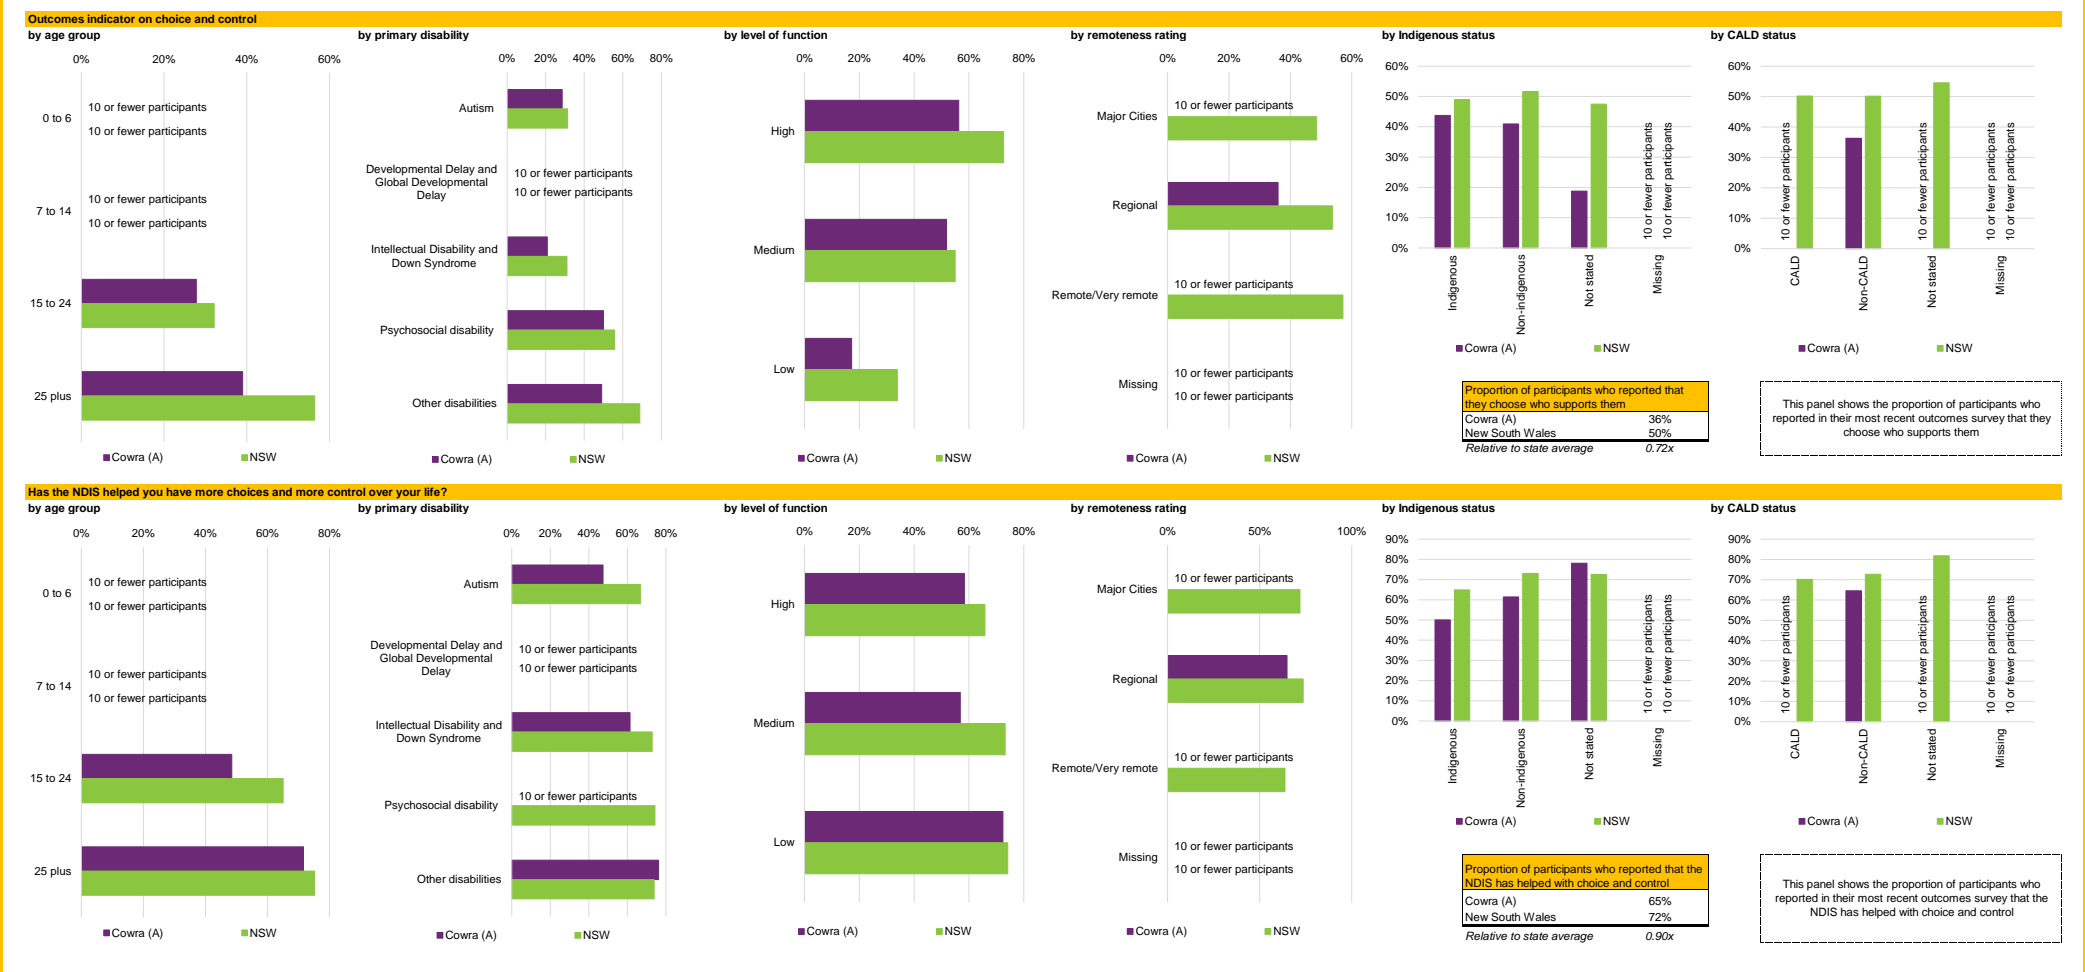 Outcomes indicator on choice and control
by age group
0% 20% 40% 60%
0 to 6
10 or fewer participants
10 or fewer participants
7 to 14
10 or fewer participants
10 or fewer participants
15 to 24
25 plus
Cowra (A) NSW
by primary disability
0% 20% 40% 60% 80%
Autism
Developmental Delay and
Global Developmental
Delay
10 or fewer participants
10 or fewer participants
Intellectual Disability and
Down Syndrome
Psychosocial disability
Other disabilities
Cowra (A) NSW
by level of function
0% 20% 40% 60% 80%
High
Medium
Low
Cowra (A) NSW
by remoteness rating
0% 20% 40% 60%
Major Cities
10 or fewer participants
Regional
Remote/Very remote
10 or fewer participants
Missing
10 or fewer participants
10 or fewer participants
Cowra (A) NSW
by Indigenous status
60%
50%
40%
30%
20%
10%
0%
10 or fewer participants
10 or fewer participants
Indigenous
Non-indigenous
Not stated
Missing
Cowra (A) NSW
Proportion of participants who reported that
they choose who supports them
Cowra (A) 36%
New South Wales 50%
Relative to state average 0.72x
by CALD status
60%
50%
40%
30%
20%
10%
0%
10 or fewer participants
10 or fewer participants
10 or fewer participants
10 or fewer participants
CALD
Non-CALD
Not stated
Missing
Cowra (A) NSW
This panel shows the proportion of participants who
reported in their most recent outcomes survey that they
choose who supports them
Has the NDIS helped you have more choices and more control over your life?
by age group
0% 20% 40% 60% 80%
0 to 6
10 or fewer participants
10 or fewer participants
7 to 14
10 or fewer participants
10 or fewer participants
15 to 24
25 plus
Cowra (A) NSW
by primary disability
0% 20% 40% 60% 80%
Autism
Developmental Delay and
Global Developmental
Delay
10 or fewer participants
10 or fewer participants
Intellectual Disability and
Down Syndrome
Psychosocial disability
10 or fewer participants
Other disabilities
Cowra (A) NSW
by level of function
0% 20% 40% 60% 80%
High
Medium
Low
Cowra (A) NSW
by remoteness rating
0% 50% 100%
Major Cities
10 or fewer participants
Regional
Remote/Very remote
10 or fewer participants
Missing
10 or fewer participants
10 or fewer participants
Cowra (A) NSW
by Indigenous status
90%
80%
70%
60%
50%
40%
30%
20%
10%
0%
10 or fewer participants
10 or fewer participants
Indigenous
Non-indigenous
Not stated
Missing
Cowra (A) NSW
Proportion of participants who reported that the
NDIS has helped with choice and control
Cowra (A) 65%
New South Wales 72%
Relative to state average 0.90x
by CALD status
90%
80%
70%
60%
50%
40%
30%
20%
10%
0%
10 or fewer participants
10 or fewer participants
10 or fewer participants
10 or fewer participants
CALD
Non-CALD
Not stated
Missing
Cowra (A) NSW
This panel shows the proportion of participants who
reported in their most recent outcomes survey that the
NDIS has helped with choice and control